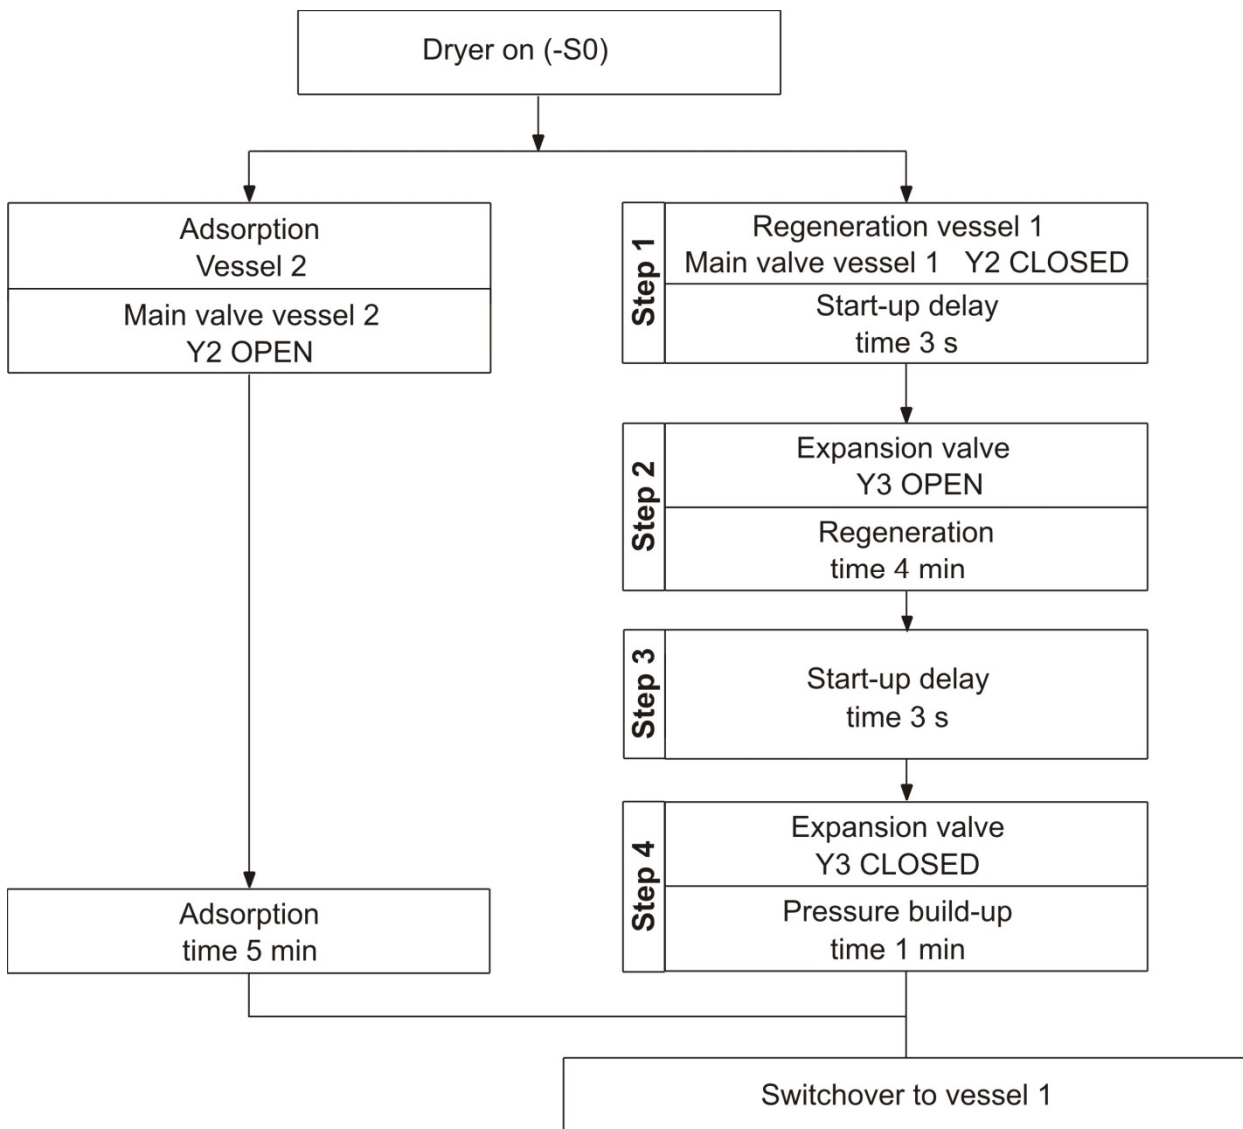 Dryer on (-S0)
Adsorption
Vessel 2
Main valve vessel 2
Y2 OPEN
Adsorption
time 5 min
Step 1
Regeneration vessel 1
Main valve vessel 1 Y2 CLOSED
Start-up delay
time 3 s
Step 2
Expansion valve
Y3 OPEN
Regeneration
time 4 min
Step 3
Start-up delay
time 3 s
Step 4
Expansion valve
Y3 CLOSED
Pressure build-up
time 1 min
Switchover to vessel 1